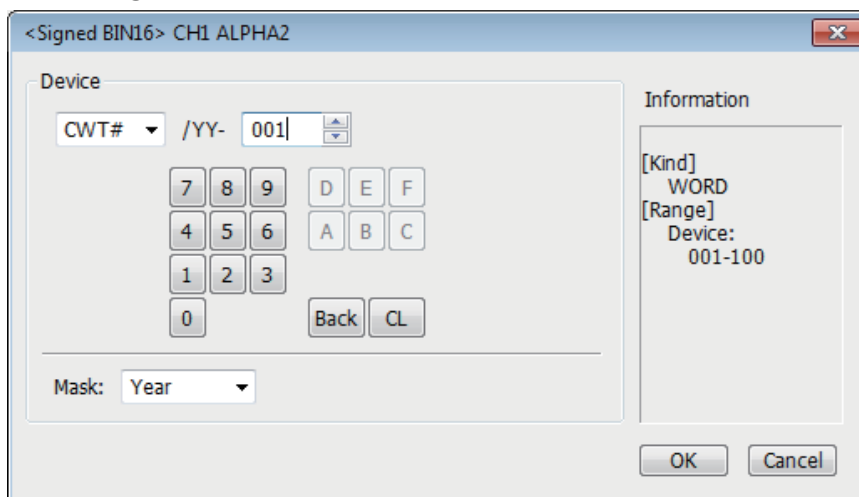 <Signed BIN16> CH1 ALPHA2
Device
CWT# /YY- 001
7 8 9 D E F
4 5 6 A B C
1 2 3
0 Back CL
Mask: Year
Information
[Kind]
WORD
[Range]
Device:
001-100
OK Cancel